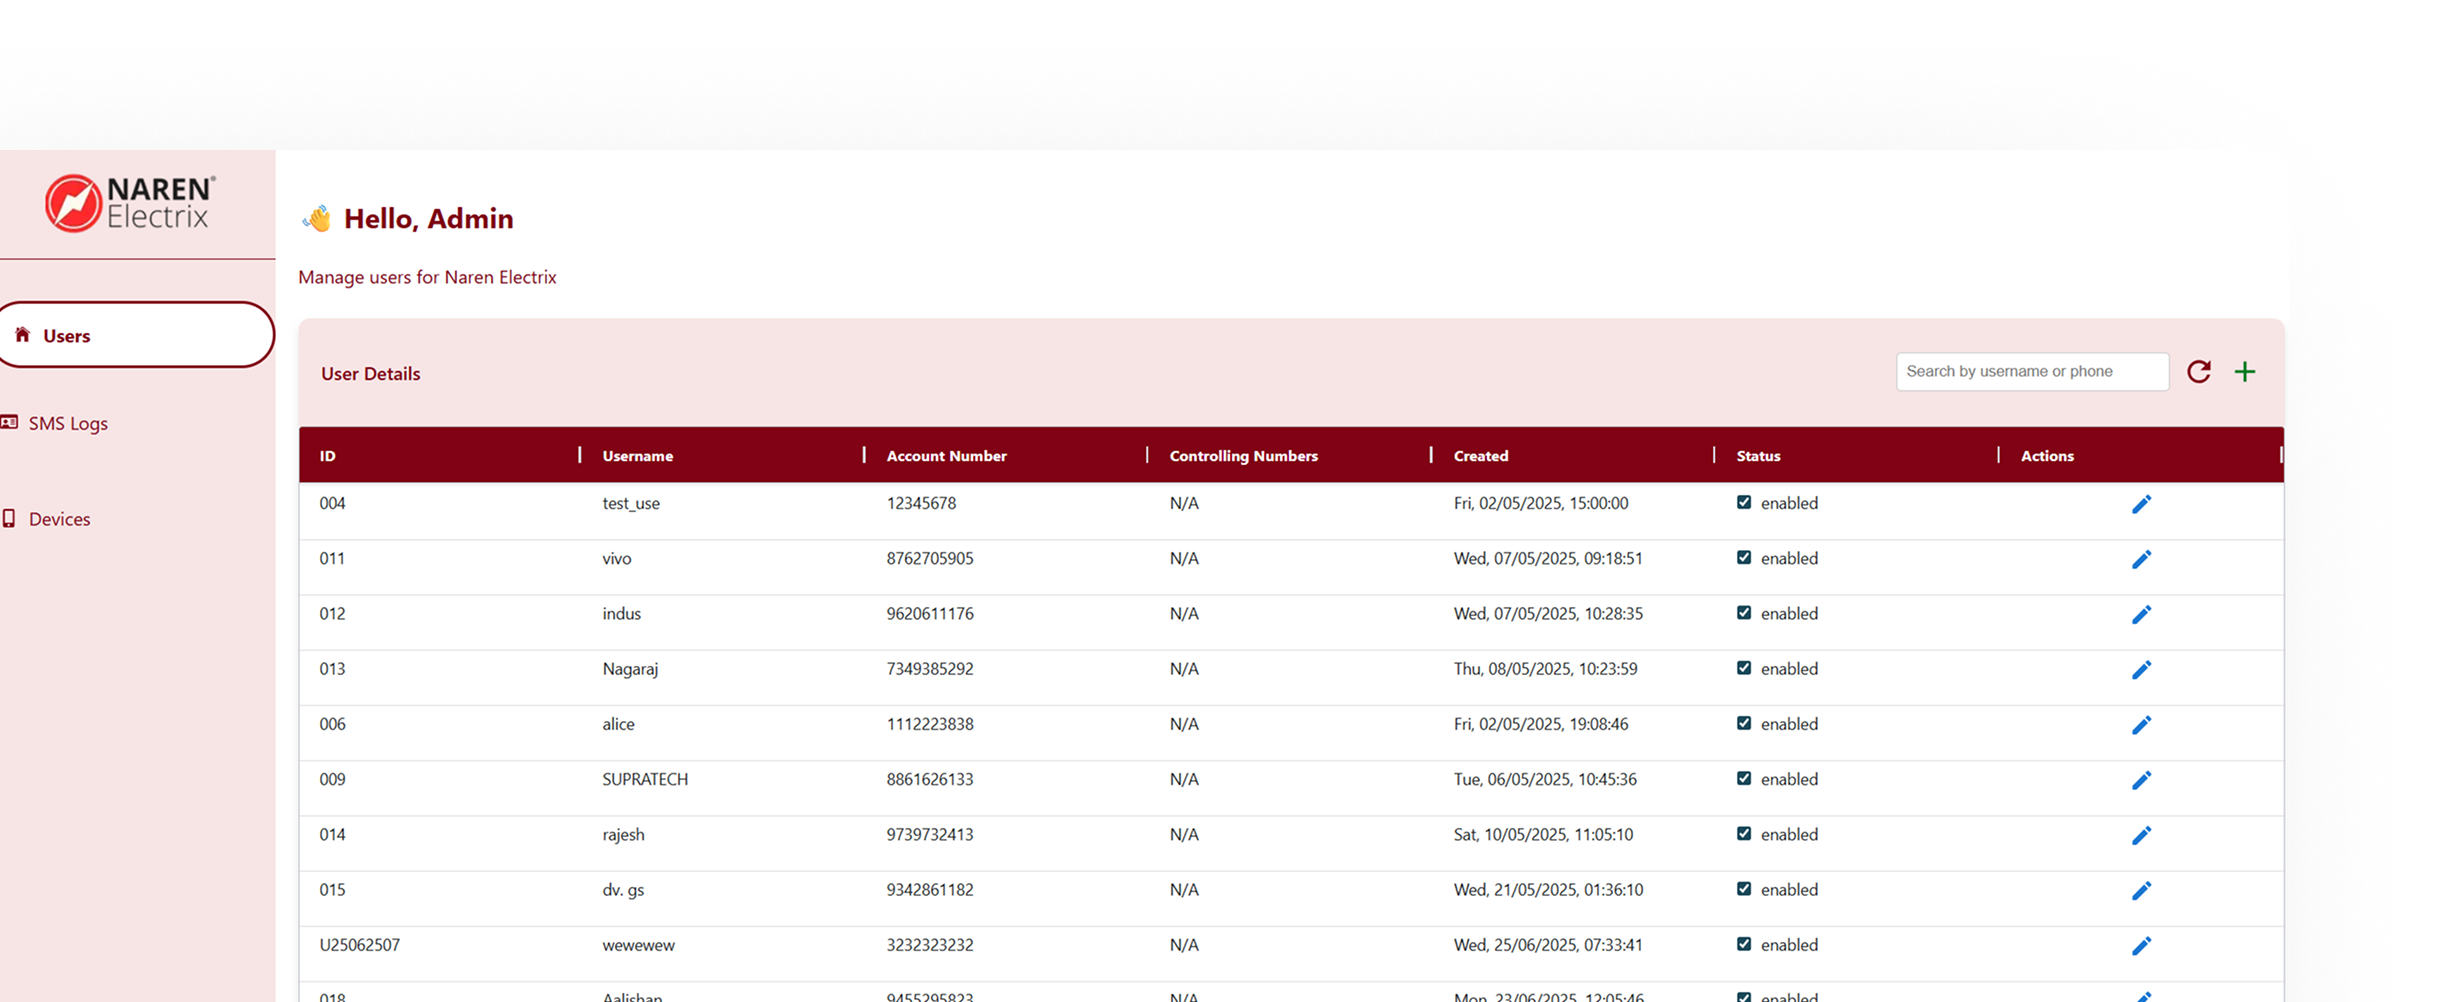 NAREN®
Electrix
Hello, Admin
Manage users for Naren Electrix
Users
SMS Logs
Devices
User Details
Search by username or phone
ID Username Account Number Controlling Numbers Created Status Actions
004 test_use 12345678 N/A Fri, 02/05/2025, 15:00:00 enabled
011 vivo 8762705905 N/A Wed, 07/05/2025, 09:18:51 enabled
012 indus 9620611176 N/A Wed, 07/05/2025, 10:28:35 enabled
013 Nagaraj 7349385292 N/A Thu, 08/05/2025, 10:23:59 enabled
006 alice 1112223838 N/A Fri, 02/05/2025, 19:08:46 enabled
009 SUPRATECH 8861626133 N/A Tue, 06/05/2025, 10:45:36 enabled
014 rajesh 9739732413 N/A Sat, 10/05/2025, 11:05:10 enabled
015 dv. gs 9342861182 N/A Wed, 21/05/2025, 01:36:10 enabled
U25062507 wewewew 3232323232 N/A Wed, 25/06/2025, 07:33:41 enabled
018 Aalishan 9455295823 N/A Mon, 23/06/2025, 12:05:46 enabled